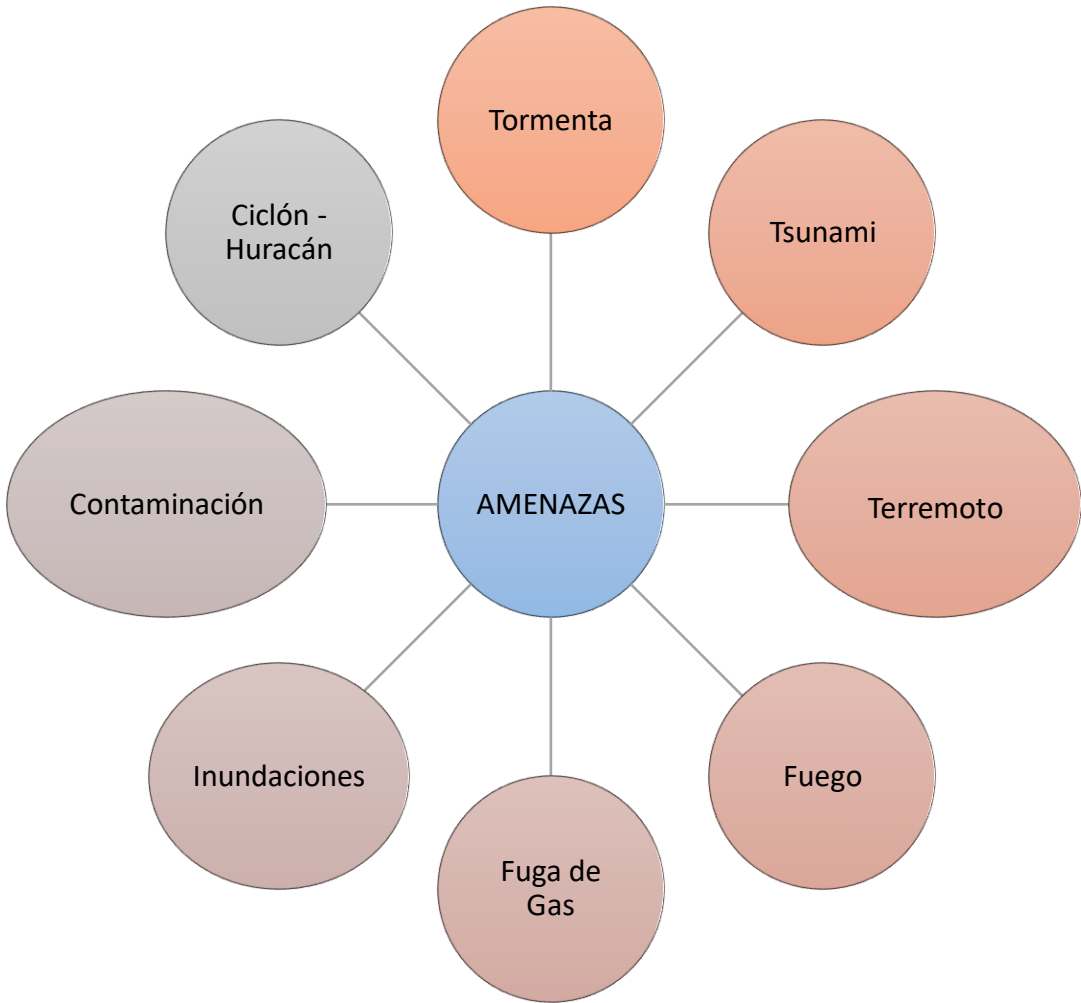 Tormenta
Ciclón -
Huracán
Tsunami
Contaminación
AMENAZAS
Terremoto
Inundaciones
Fuego
Fuga de
Gas